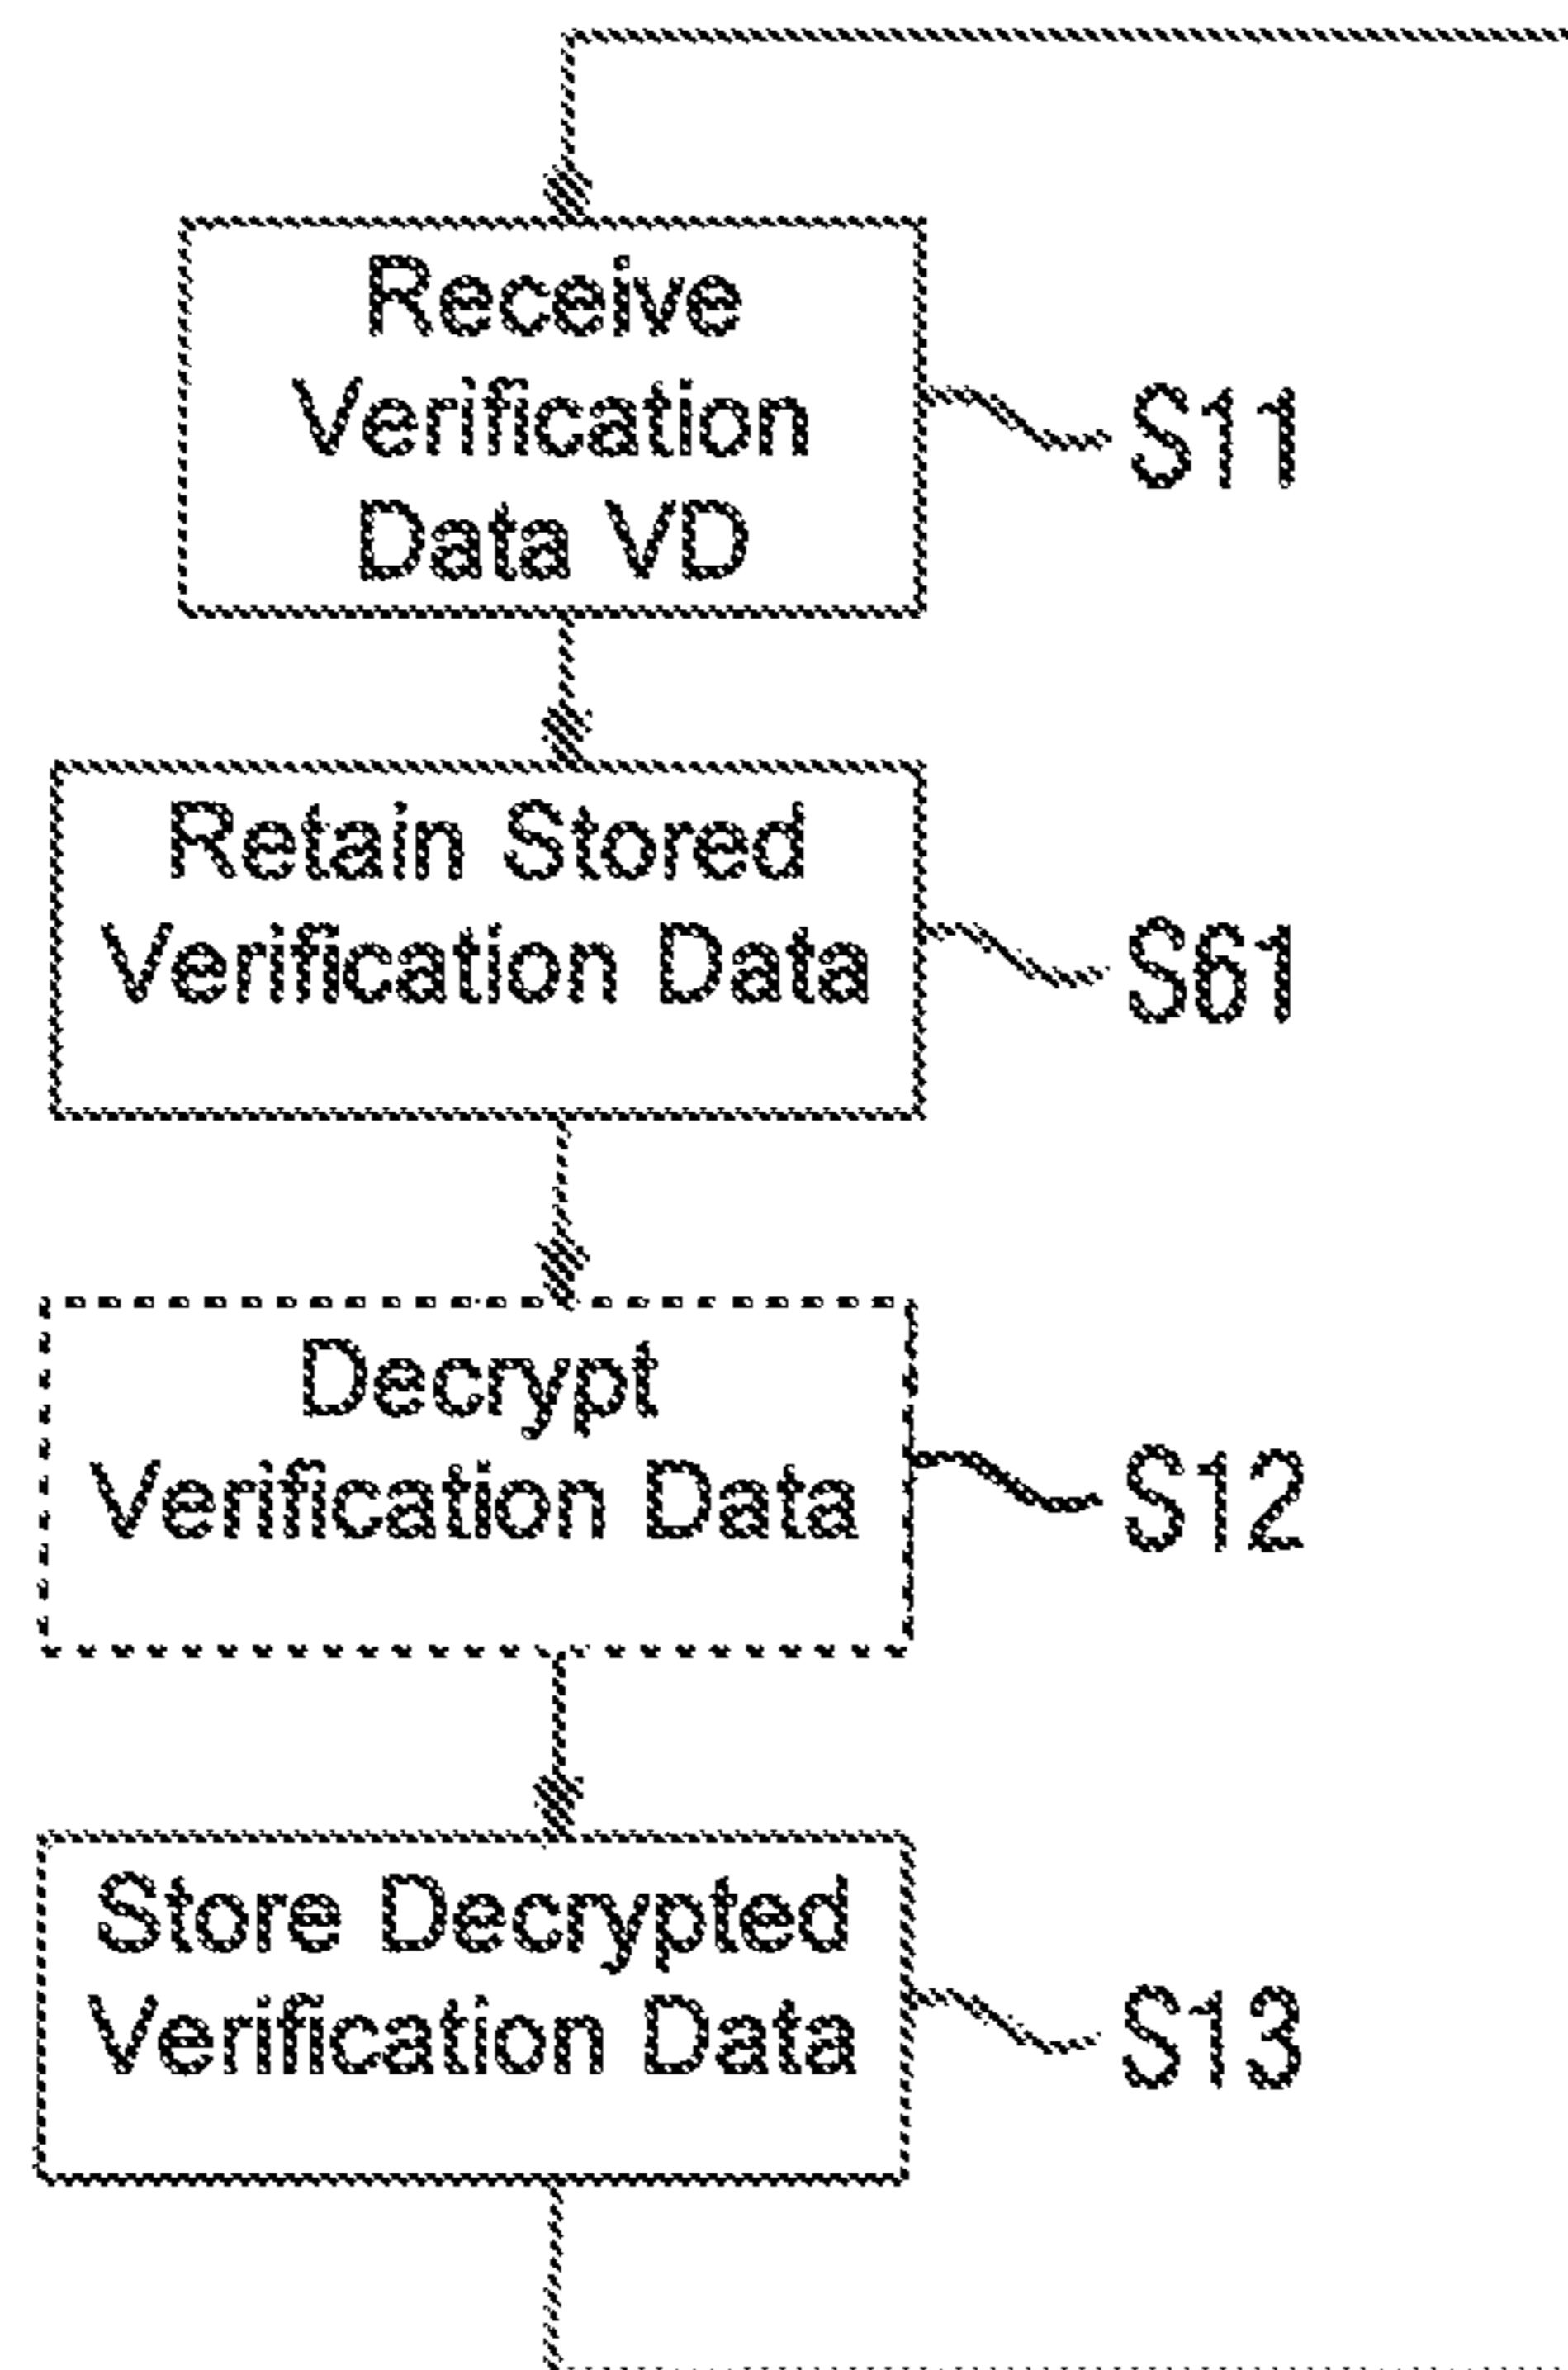 Receive
Verification
Data VD
S11
Retain Stored
Verification Data
S61
Decrypt
Verification Data
S12
Store Decrypted
Verification Data
S13